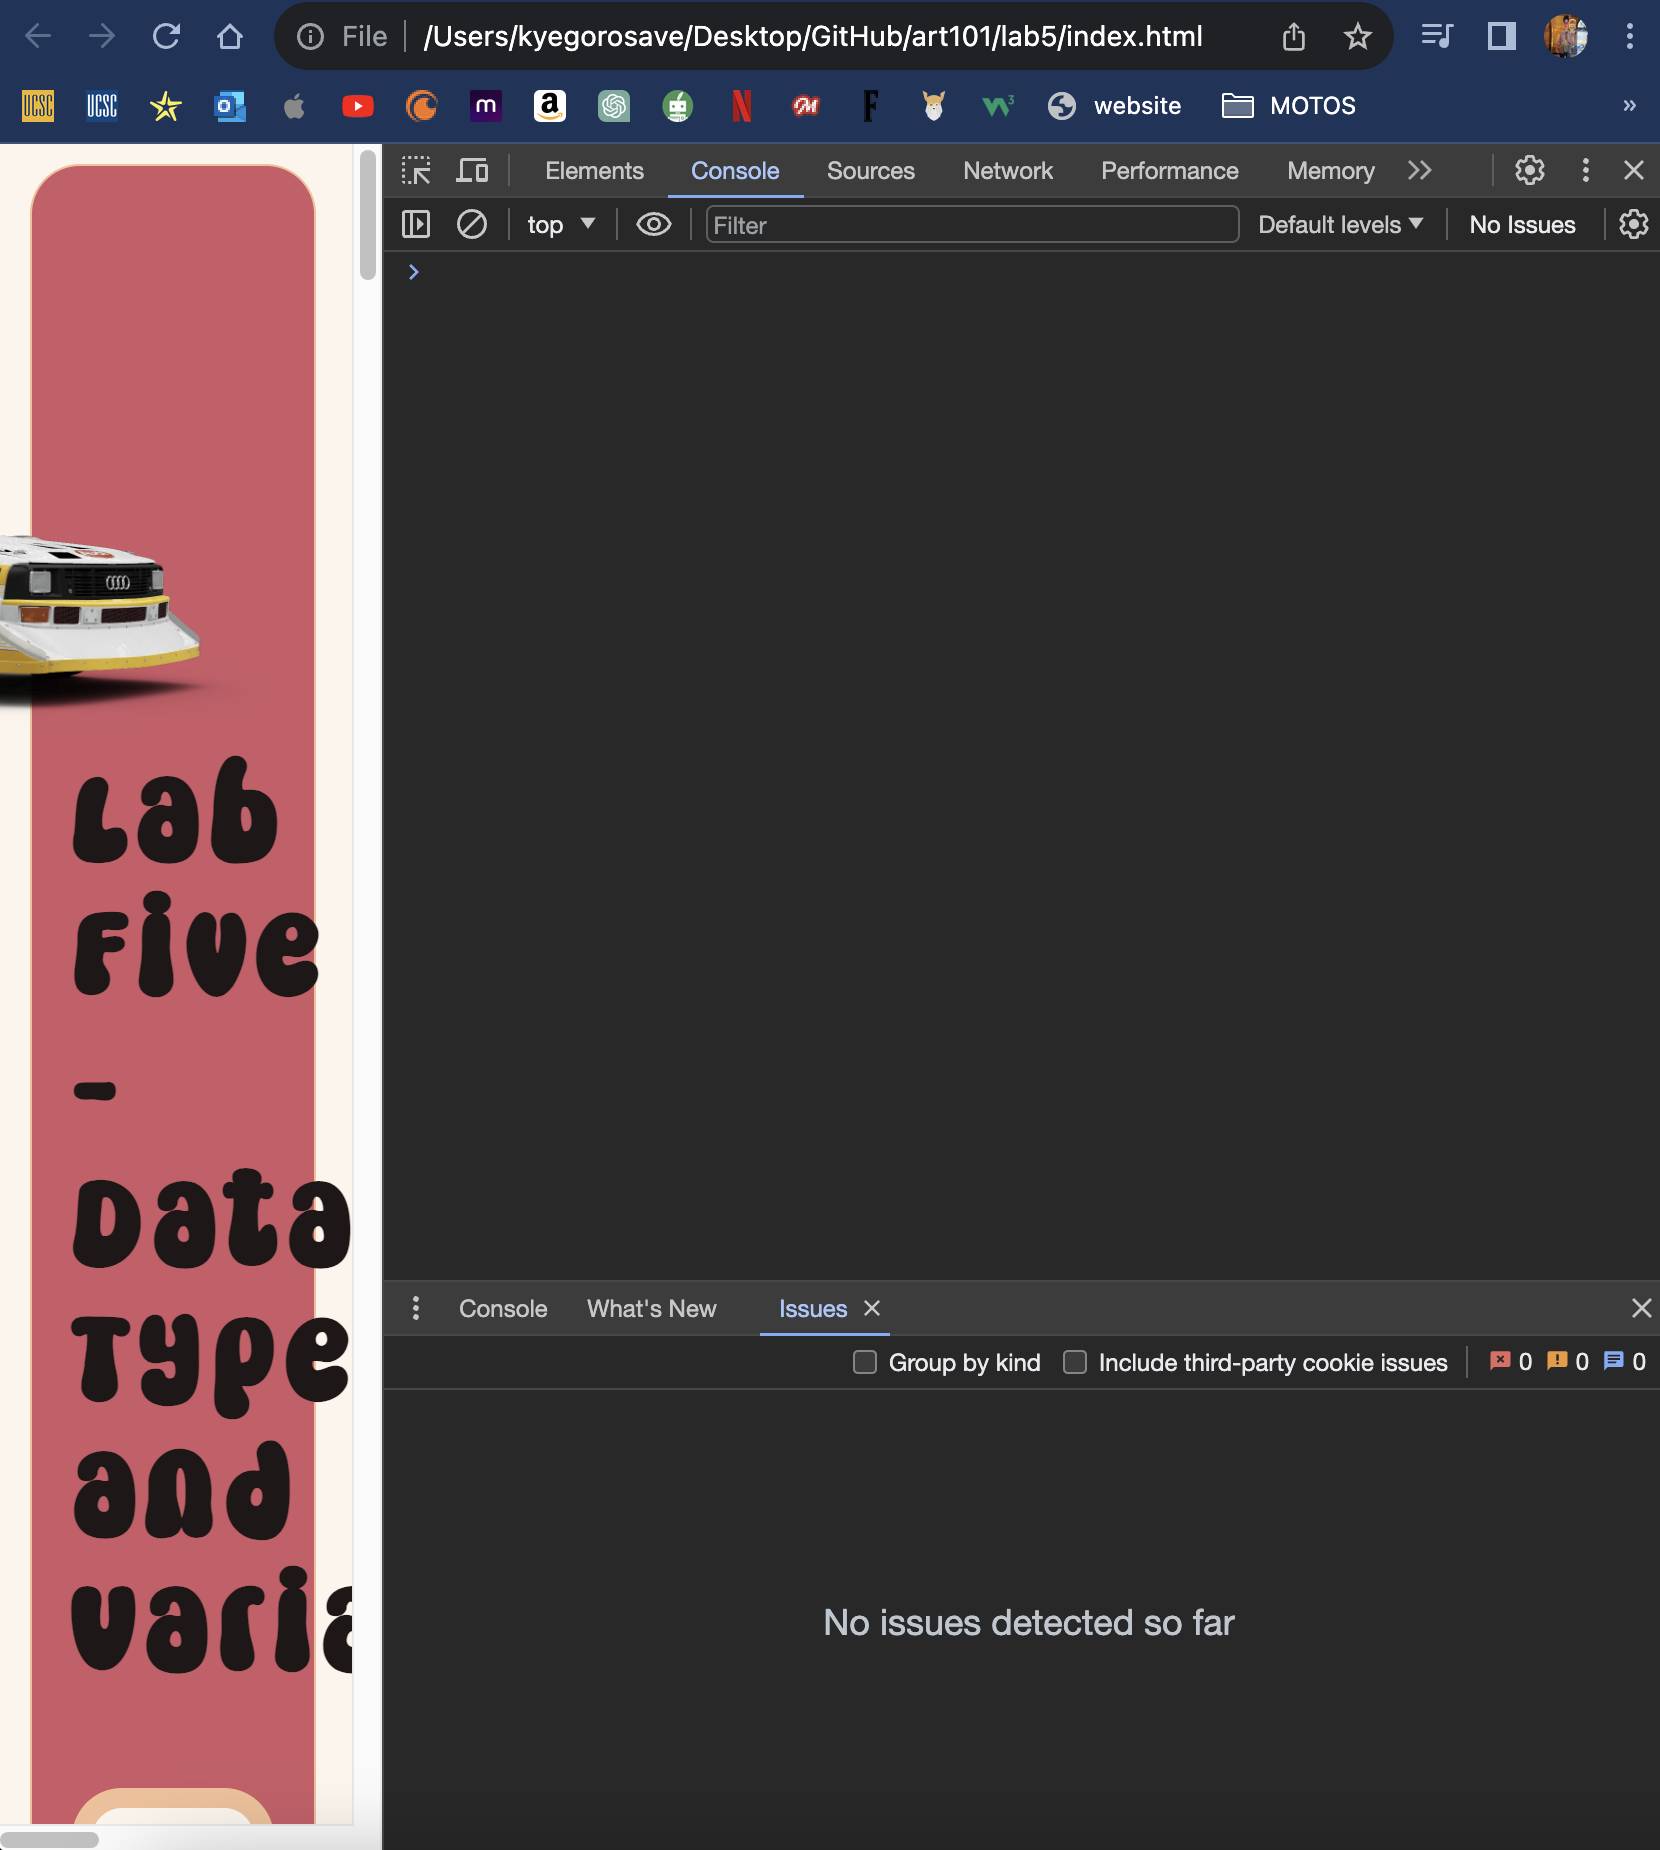 File /Users/kyegorosave/Desktop/GitHub/art101/lab5/index.html
UCSC UCSC m a F website MOTOS »
Elements Console Sources Network Performance Memory
top Filter Default levels No Issues
Lab
Five
-
Data
Type
and
Varia
Console What's New Issues
Group by kind Include third-party cookie issues 0 0 0
No issues detected so far